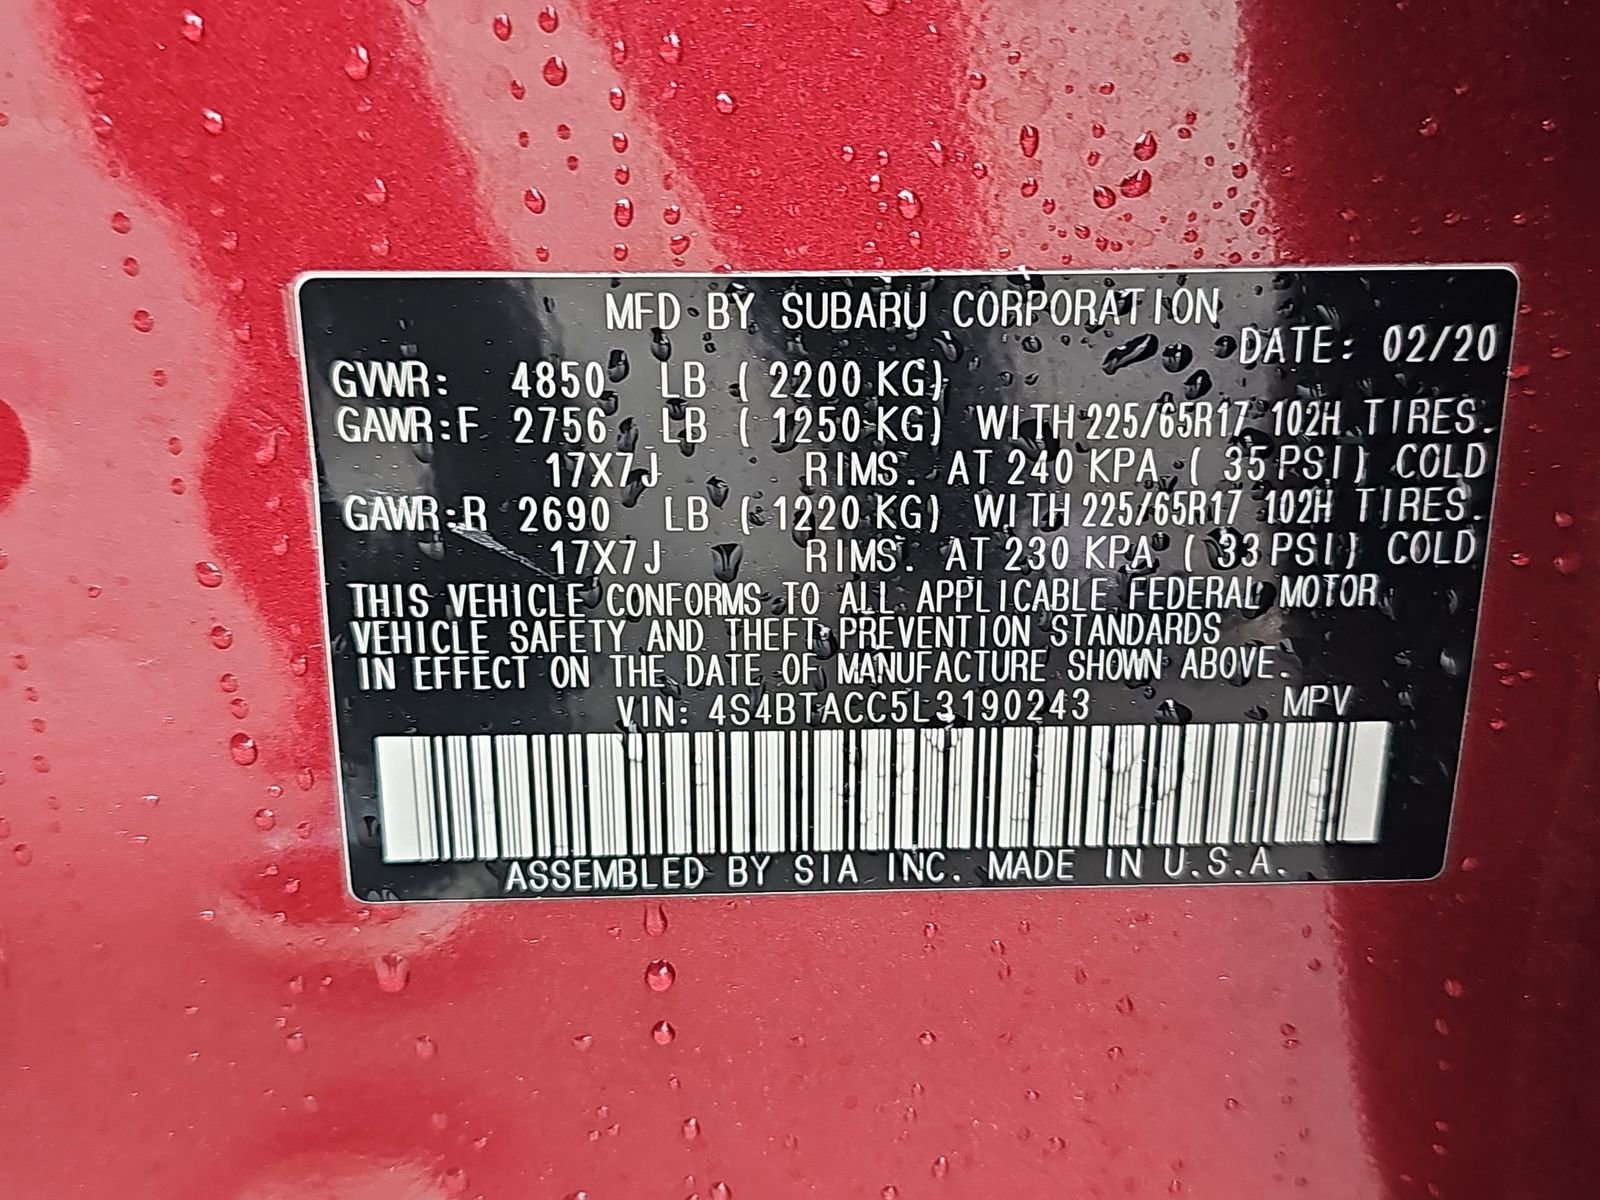 MFD BY SUBARU CORPORATION
DATE: 02/20
GVWR: 4850 LB ( 2200 KG)
GAWR:F 2756 LB ( 1250 KG) WITH 225/65R17 102H TIRES.
17X7J RIMS. AT 240 KPA ( 35 PSI) COLD
GAWR:R 2690 LB ( 1220 KG) WITH 225/65R17 102H TIRES.
17X7J RIMS. AT 230 KPA ( 33 PSI) COLD
THIS VEHICLE CONFORMS TO ALL APPLICABLE FEDERAL MOTOR
VEHICLE SAFETY AND THEFT PREVENTION STANDARDS
IN EFFECT ON THE DATE OF MANUFACTURE SHOWN ABOVE.
VIN: 4S4BTACC5L3190243 MPV
ASSEMBLED BY SIA INC. MADE IN U.S.A.